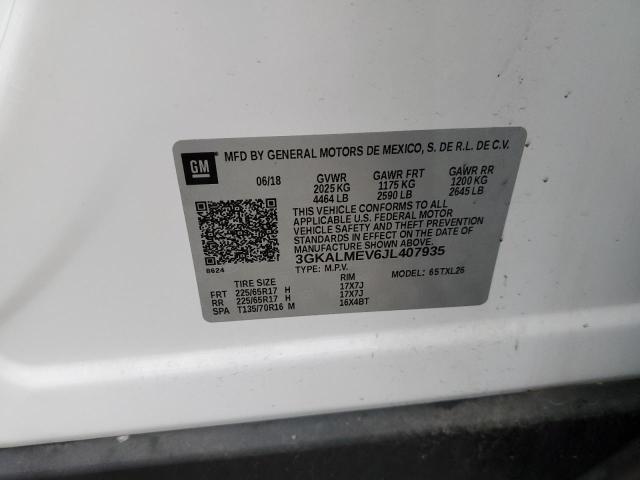 GM
MFD BY GENERAL MOTORS DE MEXICO, S. DE R.L. DE C.V.
06/18 GVWR GAWR FRT GAWR RR
2025 KG 1175 KG 1200 KG
4464 LB 2590 LB 2645 LB
THIS VEHICLE CONFORMS TO ALL
APPLICABLE U.S. FEDERAL MOTOR
VEHICLE SAFETY, BUMPER, AND THEFT PREVENTION
STANDARDS IN EFFECT ON THE DATE OF
MANUFACTURE SHOWN ABOVE.
3GKALMEV6JL407935
8624 TYPE: M.P.V. MODEL: 6STXL26
TIRE SIZE RIM
FRT 225/65R17 H 17X7J
RR 225/65R17 H 17X7J
SPA T135/70R16 M 16X4BT